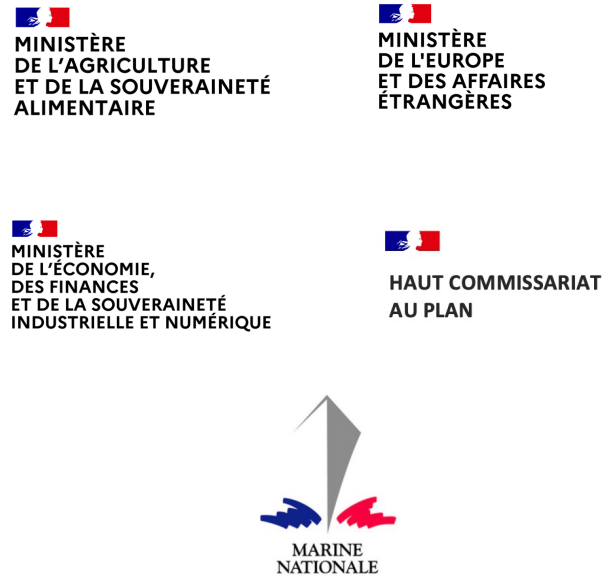 MINISTÈRE
DE L’AGRICULTURE
ET DE LA SOUVERAINETÉ
ALIMENTAIRE
MINISTÈRE
DE L'EUROPE
ET DES AFFAIRES
ÉTRANGÈRES
MINISTÈRE
DE L’ÉCONOMIE,
DES FINANCES
ET DE LA SOUVERAINETÉ
INDUSTRIELLE ET NUMÉRIQUE
HAUT COMMISSARIAT
AU PLAN
MARINE
NATIONALE